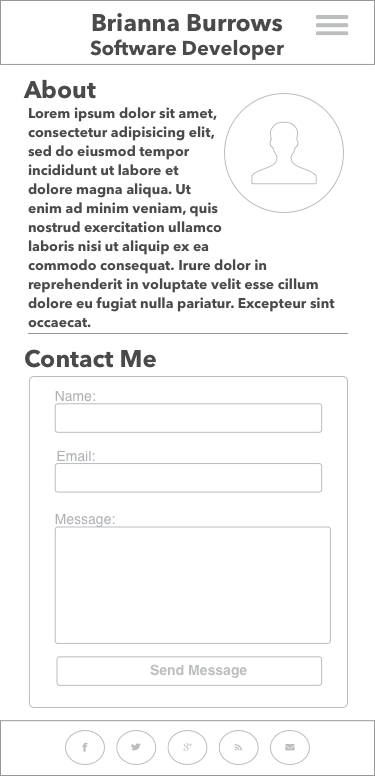 Brianna Burrows
Software Developer
About
Lorem ipsum dolor sit amet,
consectetur adipisicing elit,
sed do eiusmod tempor
incididunt ut labore et
dolore magna aliqua. Ut
enim ad minim veniam, quis
nostrud exercitation ullamco
laboris nisi ut aliquip ex ea
commodo consequat. Irure dolor in
reprehenderit in voluptate velit esse cillum
dolore eu fugiat nulla pariatur. Excepteur sint
occaecat.
Contact Me
Name:
Email:
Message:
Send Message